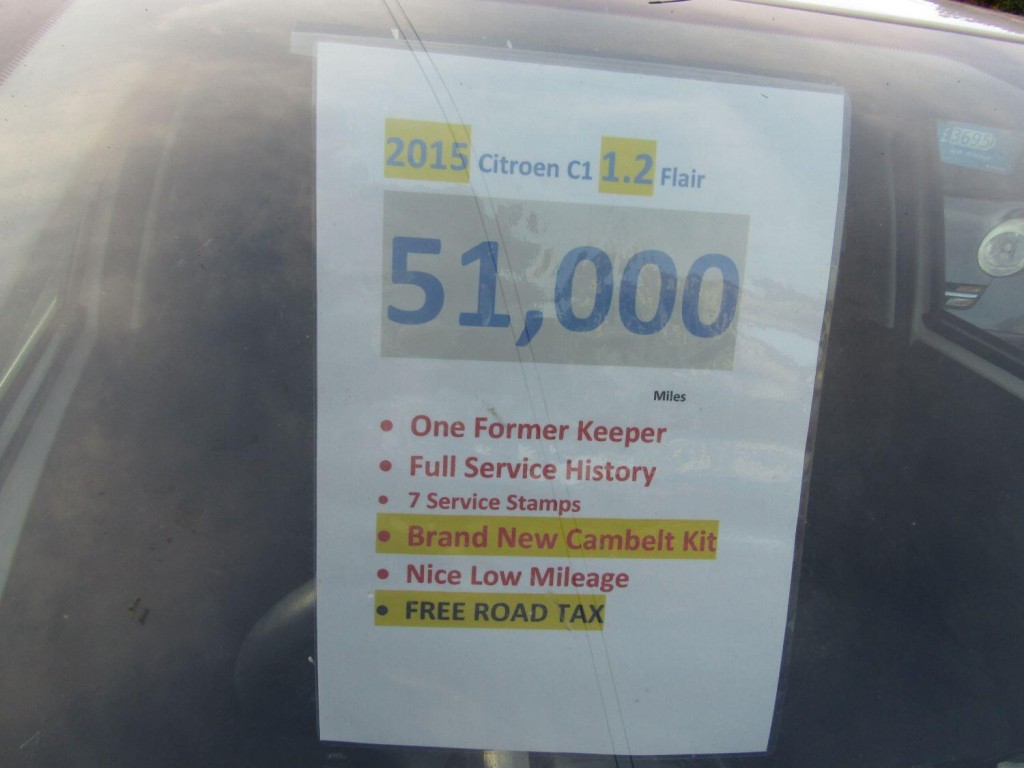 2015 Citroen C1 1.2 Flair
51,000
Miles
• One Former Keeper
• Full Service History
• 7 Service Stamps
• Brand New Cambelt Kit
• Nice Low Mileage
• FREE ROAD TAX
£3695